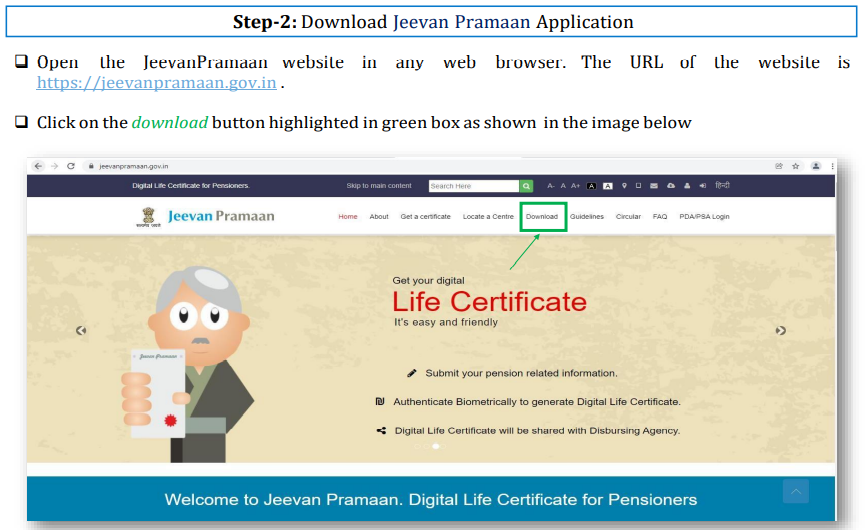 Step-2: Download Jeevan Pramaan Application
❑ Open the JeevanPramaan website in any web browser. The URL of the website is
https://jeevanpramaan.gov.in .
❑ Click on the download button highlighted in green box as shown in the image below
jeevanpramaan.gov.in
Digital Life Certificate for Pensioners. Skip to main content Search Here A- A A+ A A हिन्दी
सत्यमेव जयते Jeevan Pramaan Home About Get a certificate Locate a Centre Download Guidelines Circular FAQ PDA/PSA Login
Get your digital
Life Certificate
It's easy and friendly
Jeevan Pramaan
Submit your pension related information.
Authenticate Biometrically to generate Digital Life Certificate.
Digital Life Certificate will be shared with Disbursing Agency.
Welcome to Jeevan Pramaan. Digital Life Certificate for Pensioners